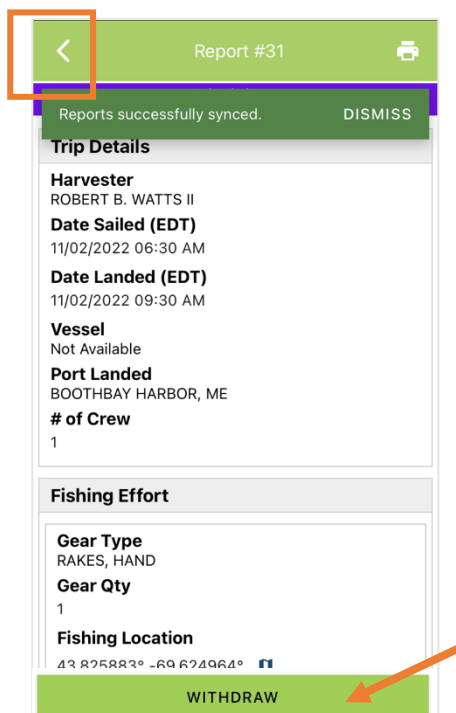 Report #31
Reports successfully synced. DISMISS
Trip Details
Harvester
ROBERT B. WATTS II
Date Sailed (EDT)
11/02/2022 06:30 AM
Date Landed (EDT)
11/02/2022 09:30 AM
Vessel
Not Available
Port Landed
BOOTHBAY HARBOR, ME
# of Crew
1
Fishing Effort
Gear Type
RAKES, HAND
Gear Qty
1
Fishing Location
43.825883° -69.624964°
WITHDRAW